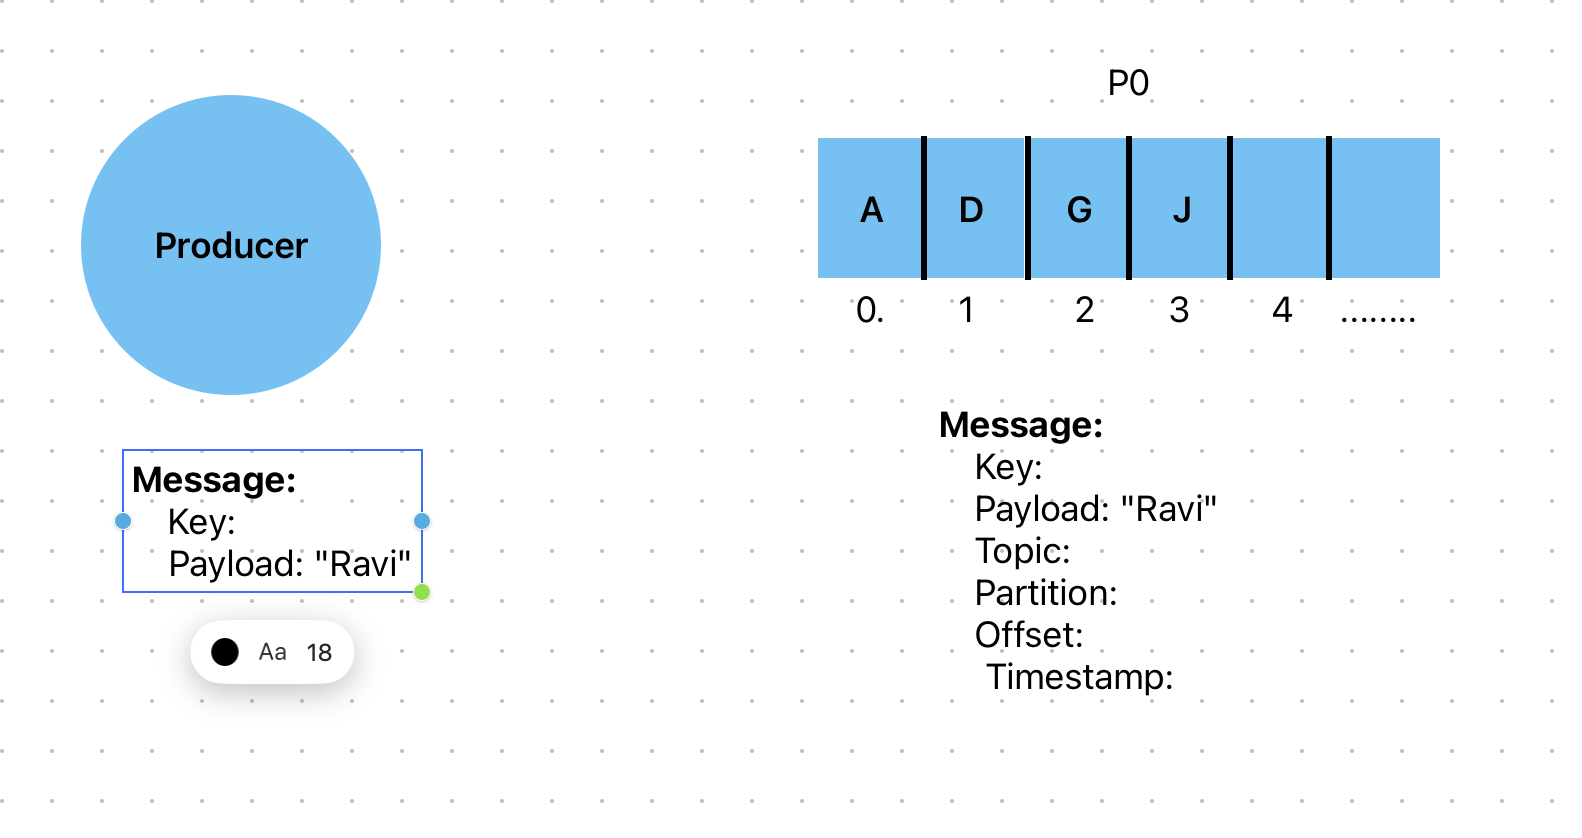 P0
Producer
A D G J
0. 1 2 3 4 ........
Message:
Key:
Payload: "Ravi"
Aa 18
Message:
Key:
Payload: "Ravi"
Topic:
Partition:
Offset:
Timestamp: